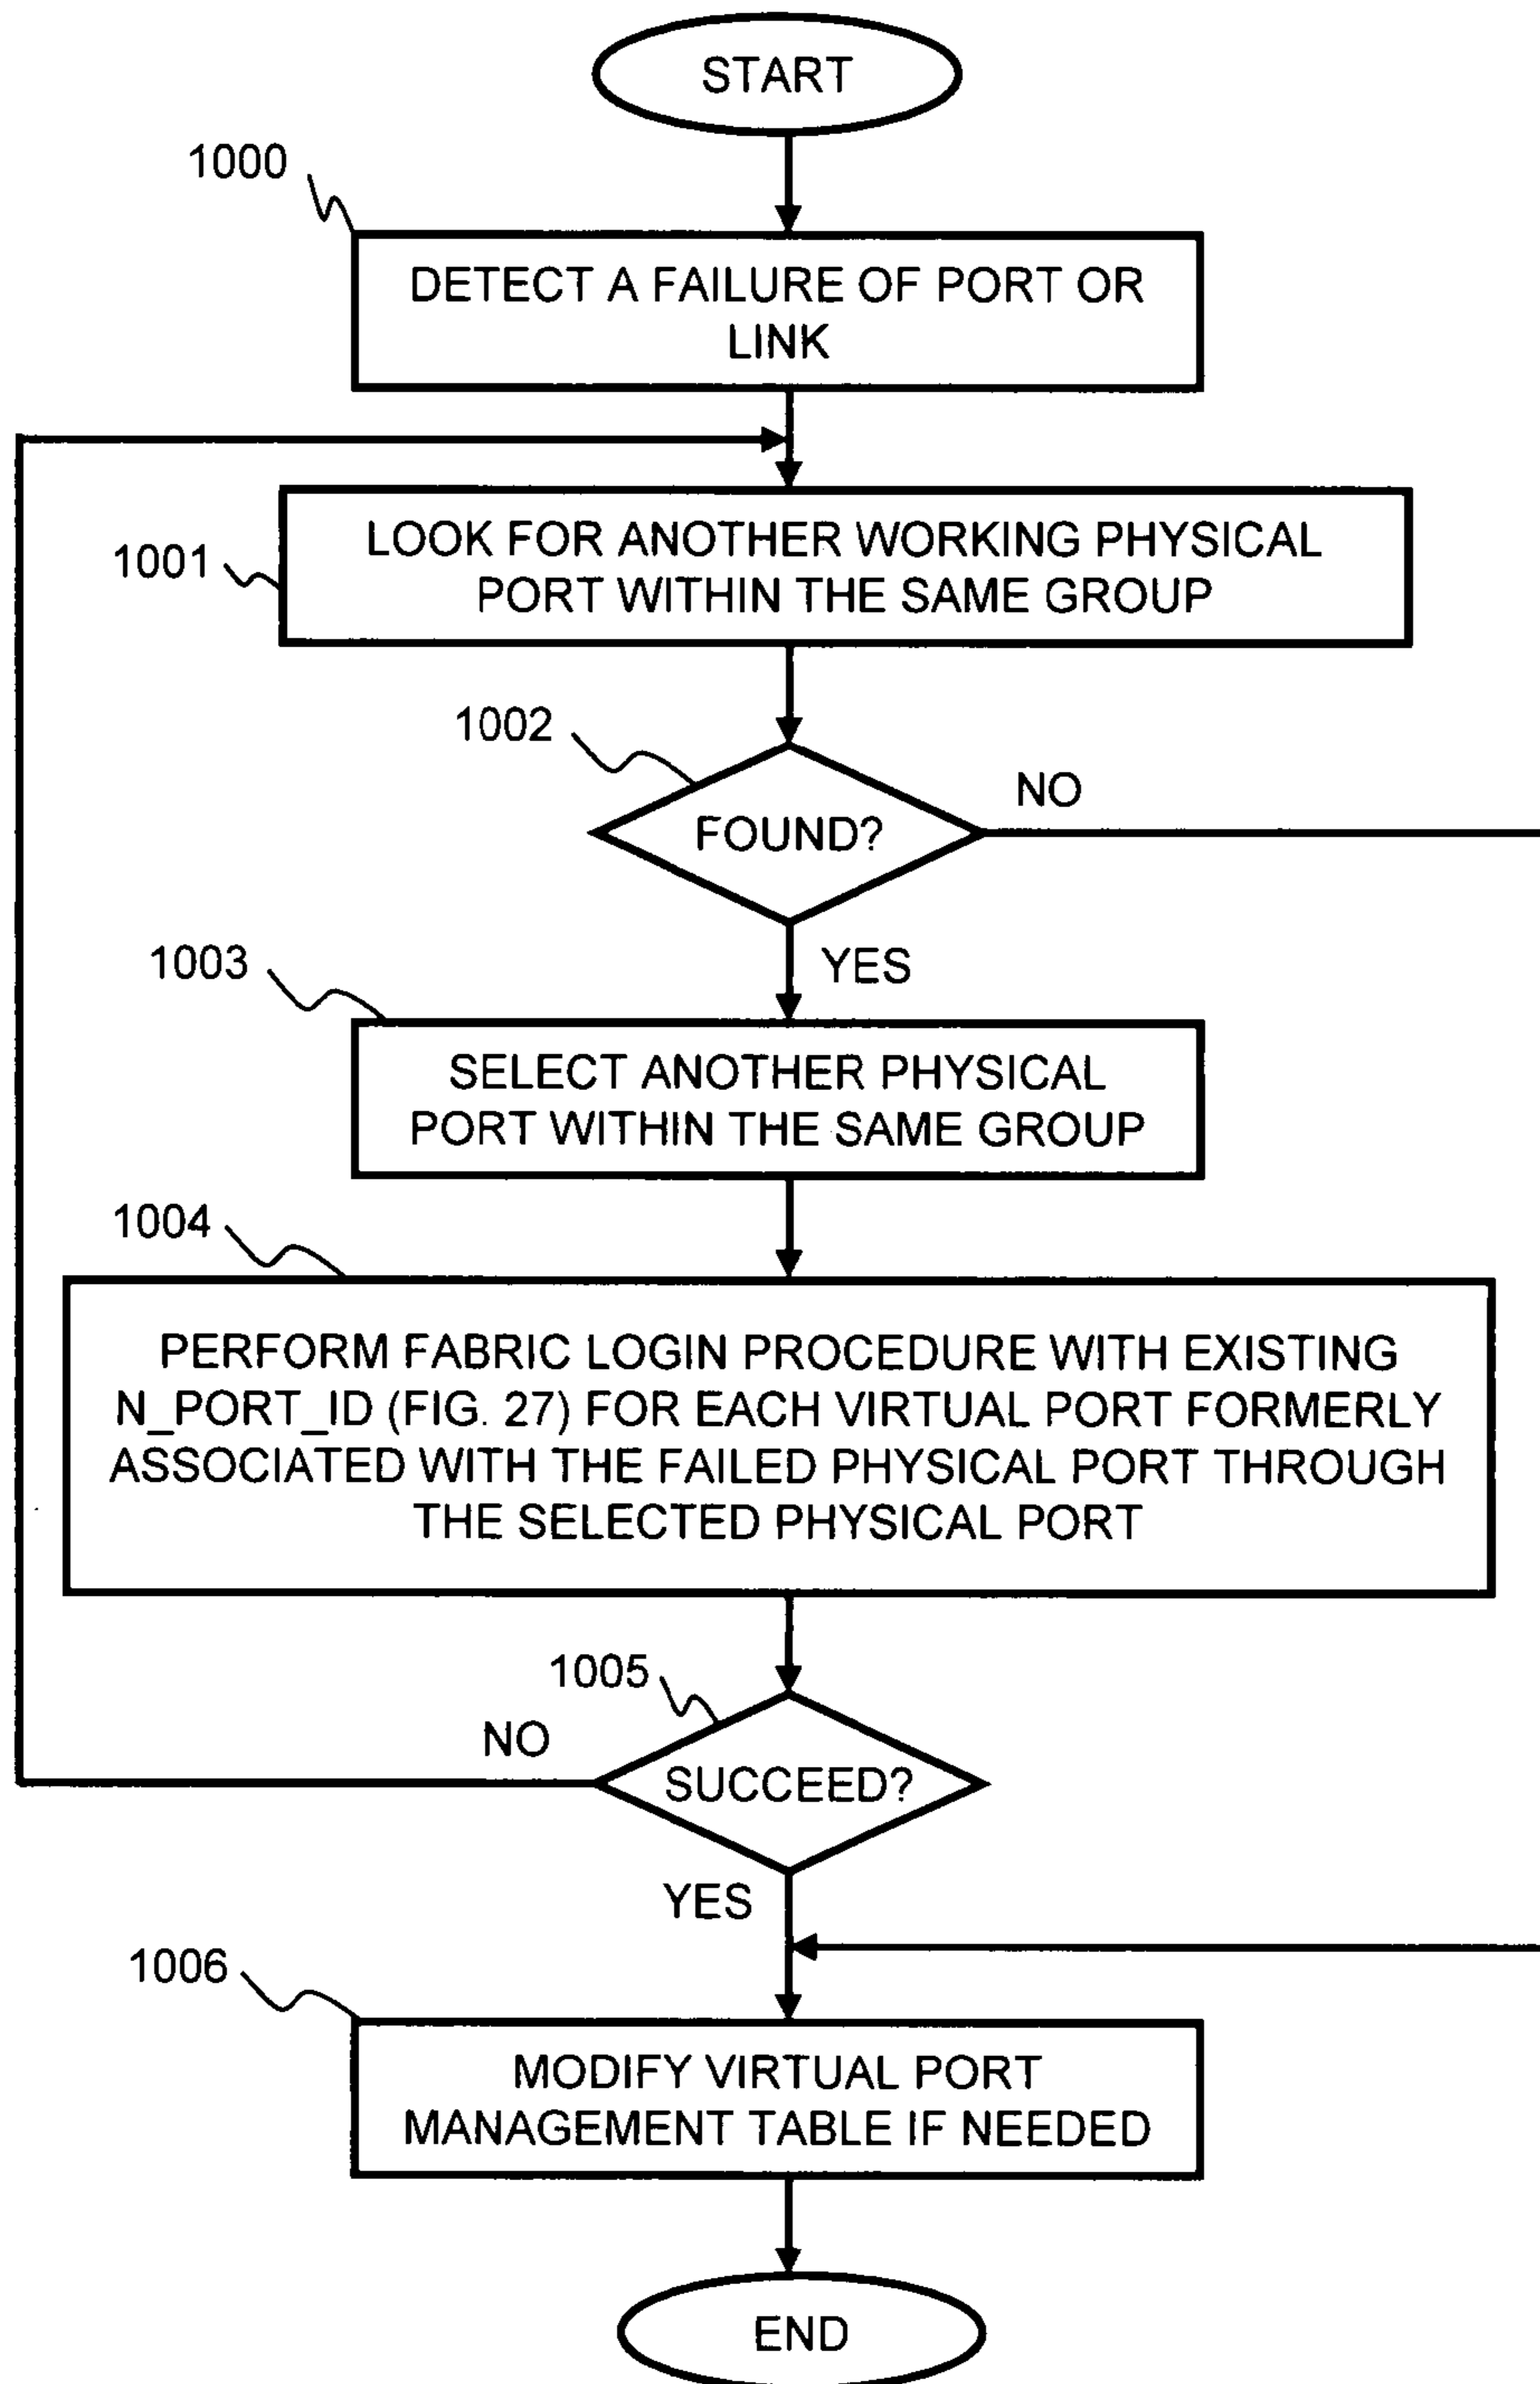 START
1000
DETECT A FAILURE OF PORT OR
LINK
1001
LOOK FOR ANOTHER WORKING PHYSICAL
PORT WITHIN THE SAME GROUP
1002
FOUND?
NO
YES
1003
SELECT ANOTHER PHYSICAL
PORT WITHIN THE SAME GROUP
1004
PERFORM FABRIC LOGIN PROCEDURE WITH EXISTING
N_PORT_ID (FIG. 27) FOR EACH VIRTUAL PORT FORMERLY
ASSOCIATED WITH THE FAILED PHYSICAL PORT THROUGH
THE SELECTED PHYSICAL PORT
1005
NO
SUCCEED?
YES
1006
MODIFY VIRTUAL PORT
MANAGEMENT TABLE IF NEEDED
END